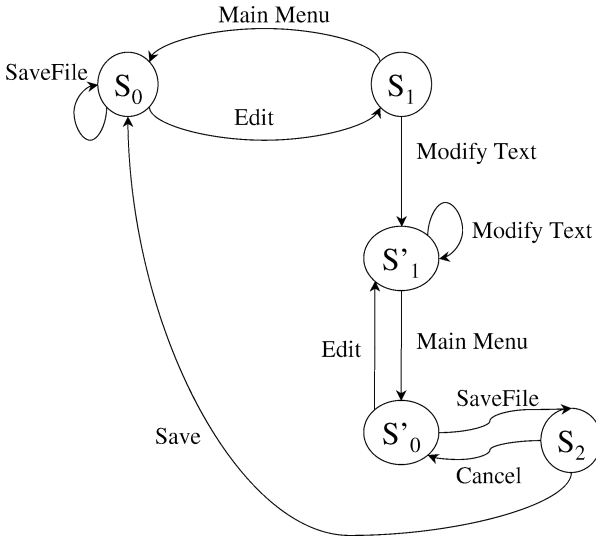 Main Menu
SaveFile
S0
S1
Edit
Modify Text
S'1
Modify Text
Edit
Main Menu
SaveFile
S'0
S2
Save
Cancel